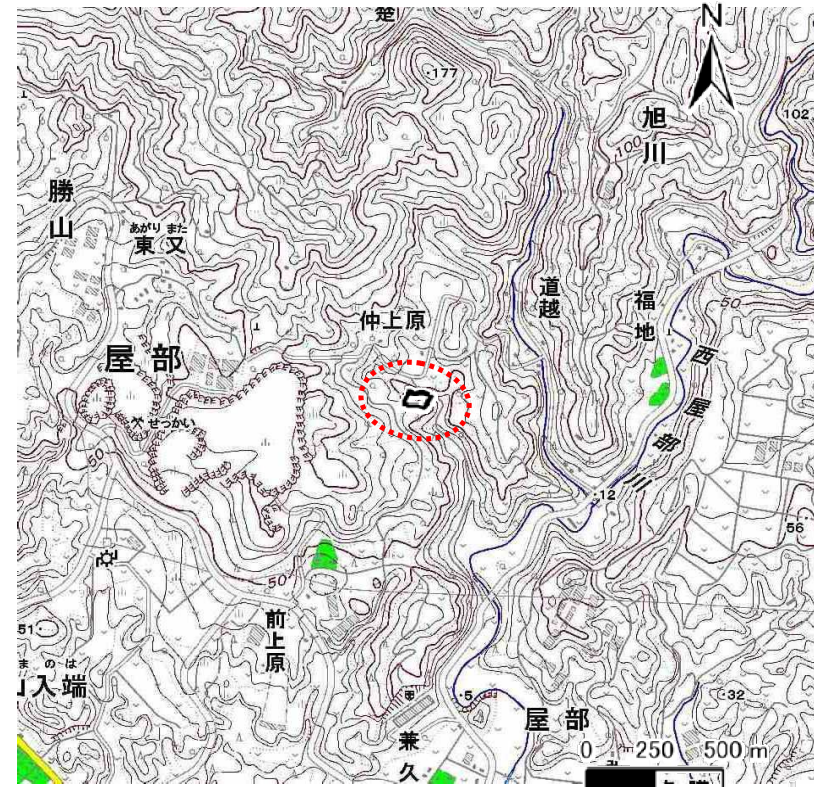 楚
N
177
旭川
100
102
勝山
あがり また
東又
道越
福地
50
仲上原
西屋部川
屋部
せっかい
50
12
56
50
前上原
51
まのは
入端
5
32
屋部
兼久
0 250 500 m